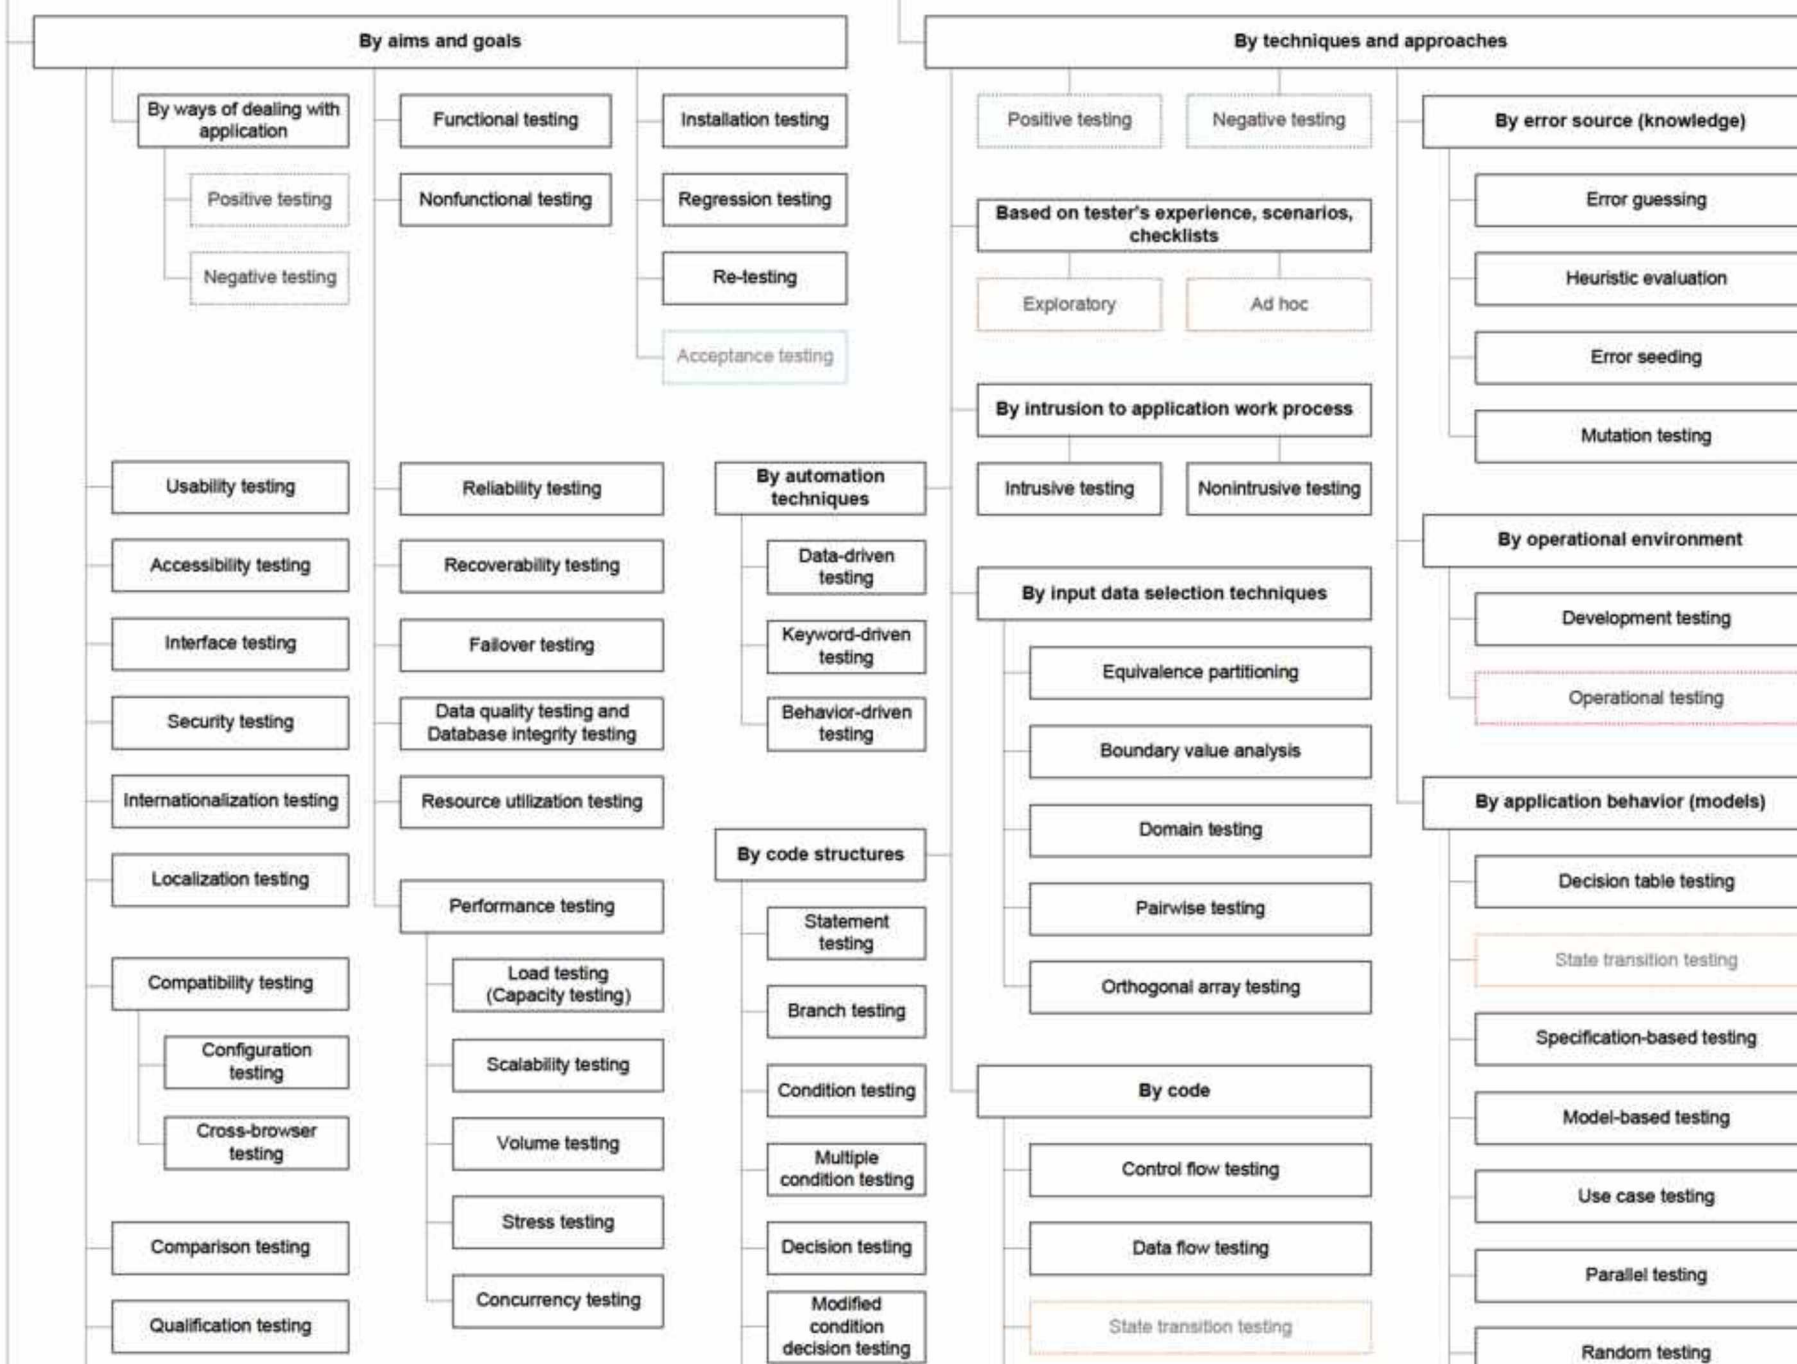 By aims and goals
By ways of dealing with
application
Positive testing
Negative testing
Functional testing
Nonfunctional testing
Installation testing
Regression testing
Re-testing
Acceptance testing
Usability testing
Accessibility testing
Interface testing
Security testing
Internationalization testing
Localization testing
Compatibility testing
Configuration
testing
Cross-browser
testing
Comparison testing
Qualification testing
Reliability testing
Recoverability testing
Failover testing
Data quality testing and
Database integrity testing
Resource utilization testing
Performance testing
Load testing
(Capacity testing)
Scalability testing
Volume testing
Stress testing
Concurrency testing
By techniques and approaches
Positive testing
Negative testing
Based on tester's experience, scenarios,
checklists
Exploratory
Ad hoc
By intrusion to application work process
Intrusive testing
Nonintrusive testing
By automation
techniques
Data-driven
testing
Keyword-driven
testing
Behavior-driven
testing
By input data selection techniques
Equivalence partitioning
Boundary value analysis
Domain testing
Pairwise testing
Orthogonal array testing
By code structures
Statement
testing
Branch testing
Condition testing
Multiple
condition testing
Decision testing
Modified
condition
decision testing
By code
Control flow testing
Data flow testing
State transition testing
By error source (knowledge)
Error guessing
Heuristic evaluation
Error seeding
Mutation testing
By operational environment
Development testing
Operational testing
By application behavior (models)
Decision table testing
State transition testing
Specification-based testing
Model-based testing
Use case testing
Parallel testing
Random testing